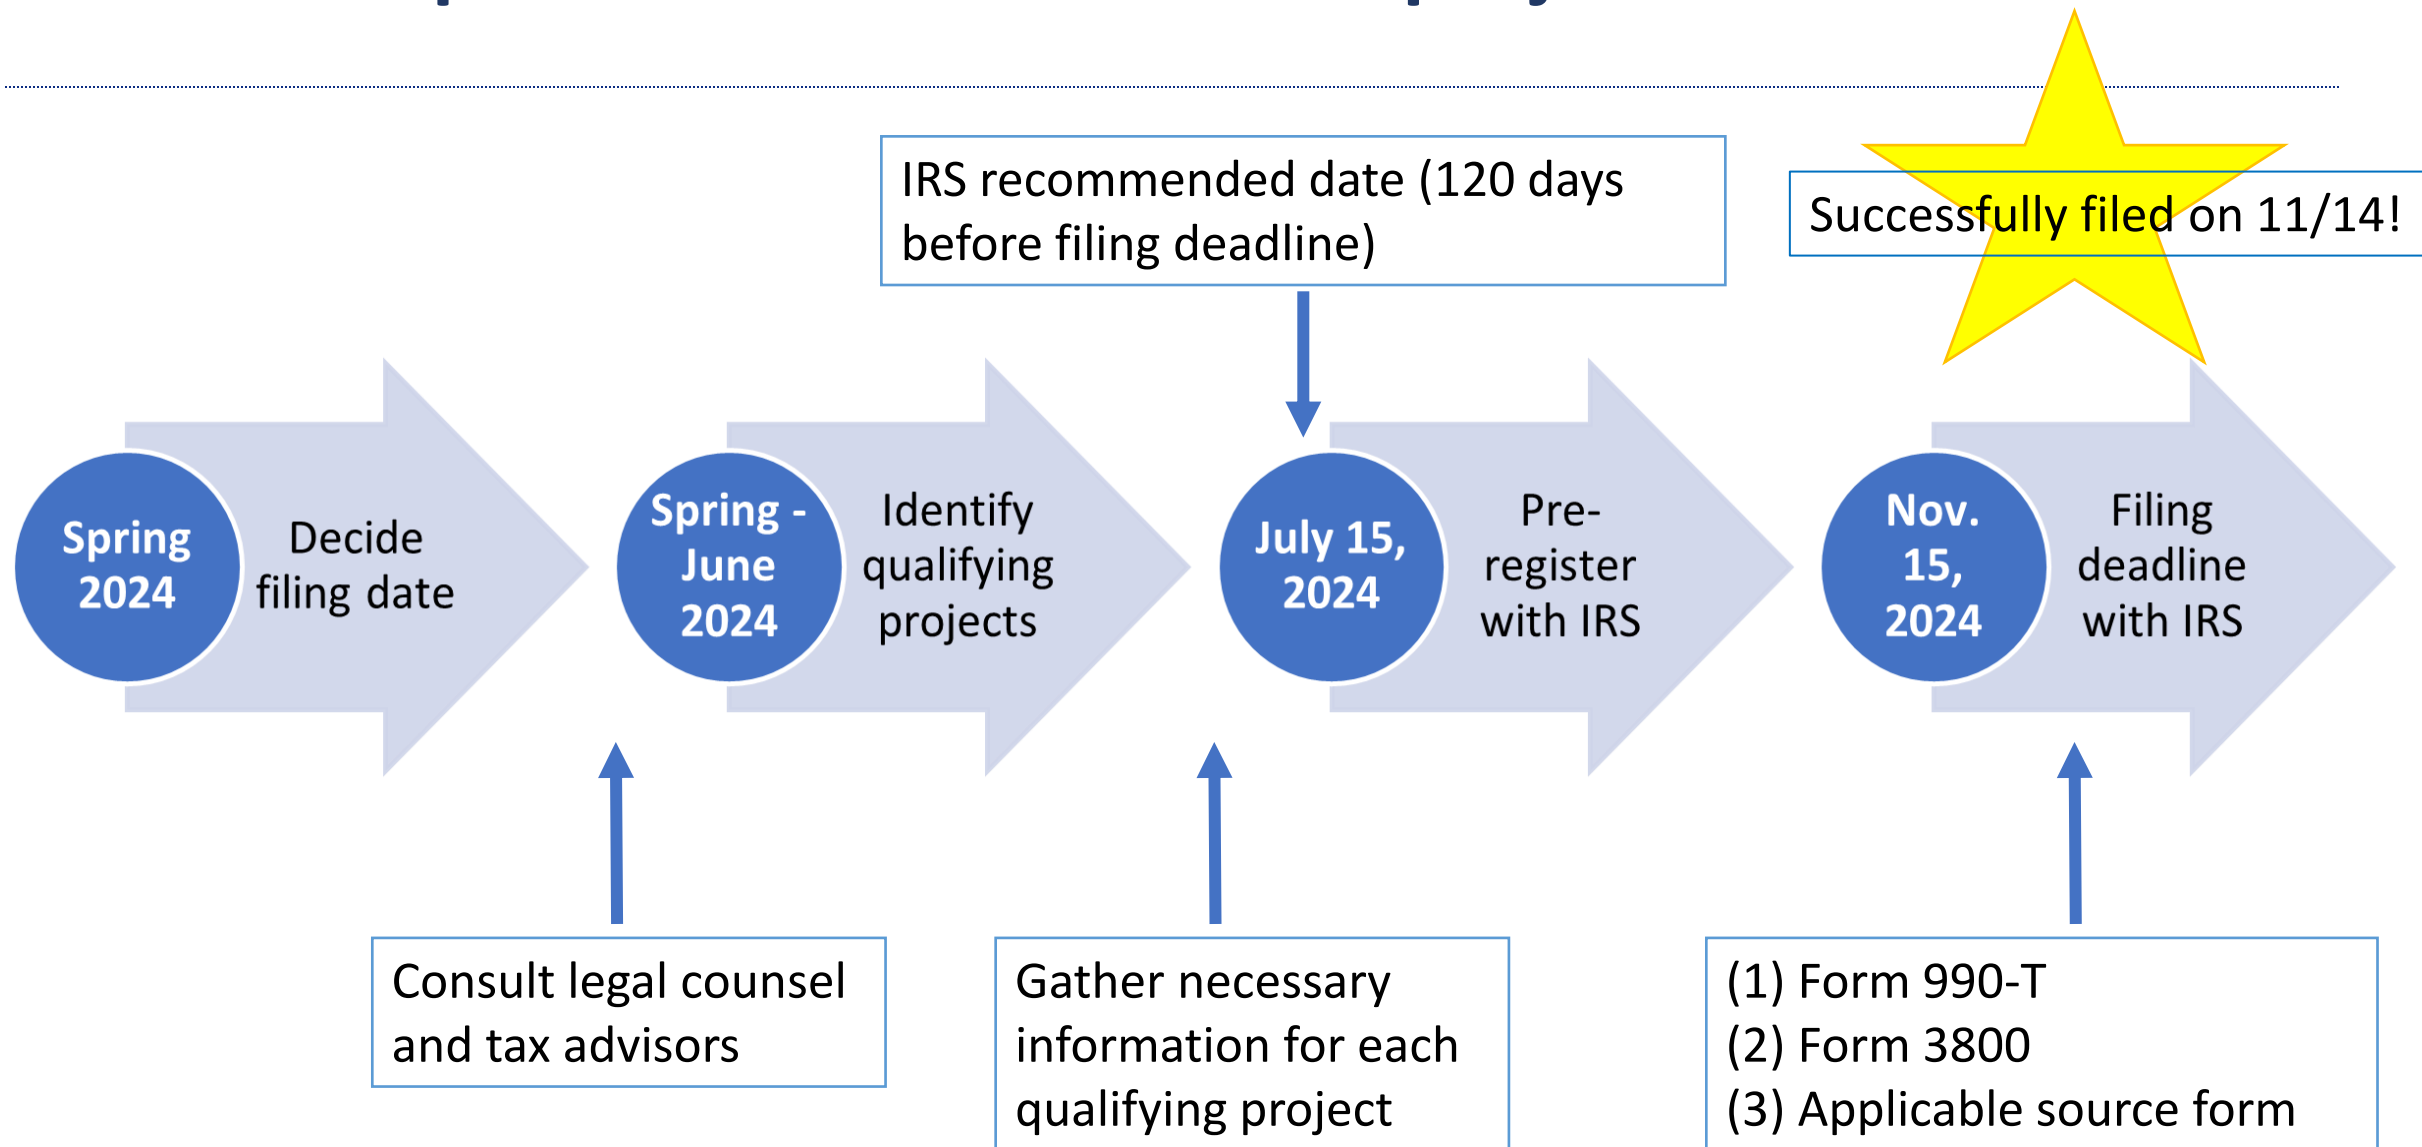 IRS recommended date (120 days
before filing deadline)
Successfully filed on 11/14!
Spring
2024
Decide
filing date
Spring -
June
2024
Identify
qualifying
projects
July 15,
2024
Pre-
register
with IRS
Nov.
15,
2024
Filing
deadline
with IRS
Consult legal counsel
and tax advisors
Gather necessary
information for each
qualifying project
(1) Form 990-T
(2) Form 3800
(3) Applicable source form